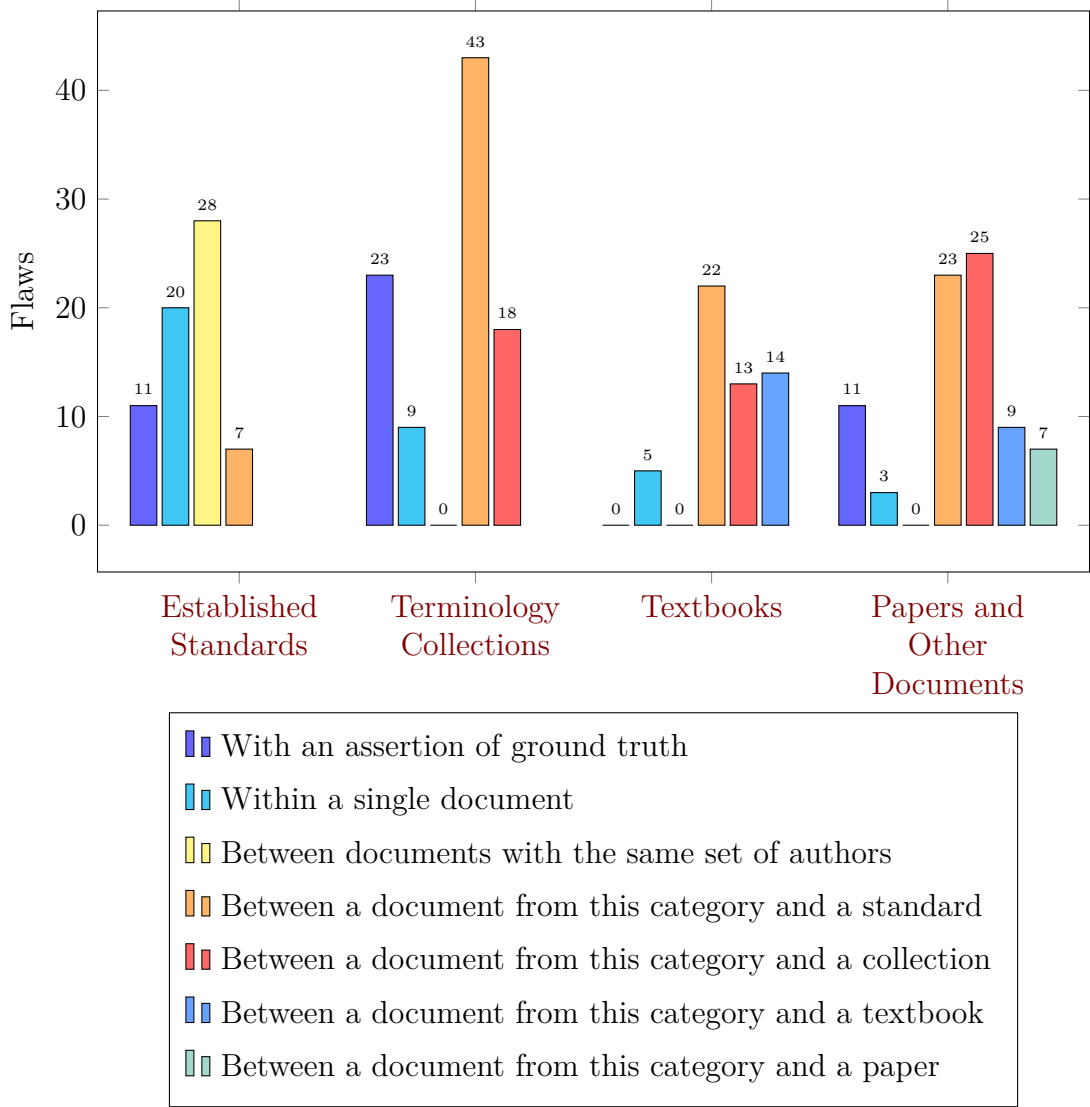 Flaws
40
30
20
10
0
11
20
28
7
23
9
0
43
18
0
5
0
22
13
14
11
3
0
23
25
9
7
Established
Standards
Terminology
Collections
Textbooks
Papers and
Other
Documents
With an assertion of ground truth
Within a single document
Between documents with the same set of authors
Between a document from this category and a standard
Between a document from this category and a collection
Between a document from this category and a textbook
Between a document from this category and a paper